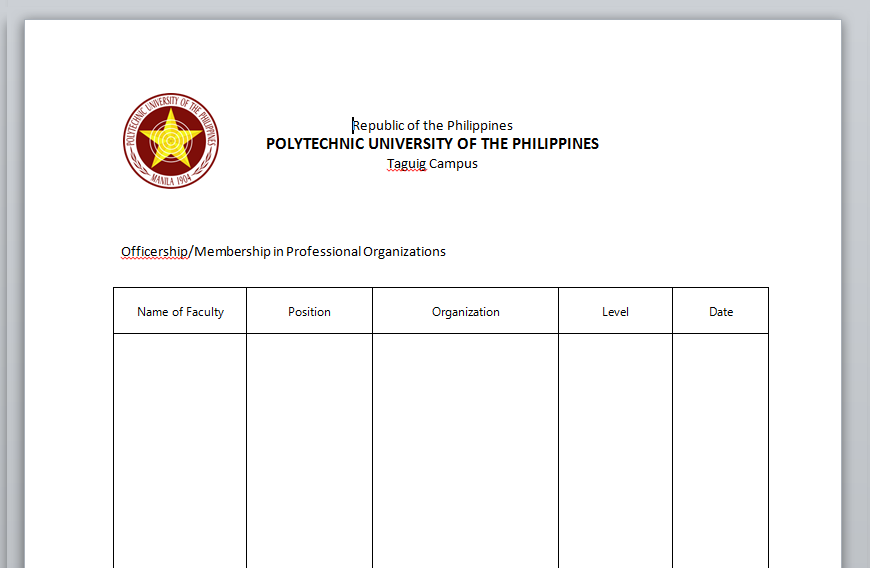 POLYTECHNIC UNIVERSITY OF THE PHILIPPINES
MANILA 1904
Republic of the Philippines
POLYTECHNIC UNIVERSITY OF THE PHILIPPINES
Taguig Campus
Officership/Membership in Professional Organizations
Name of Faculty Position Organization Level Date